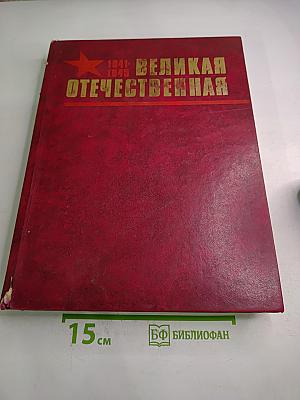 1941-
1945
ВЕЛИКАЯ
ОТЕЧЕСТВЕННАЯ
15 см
БФ БИБЛИОФАН